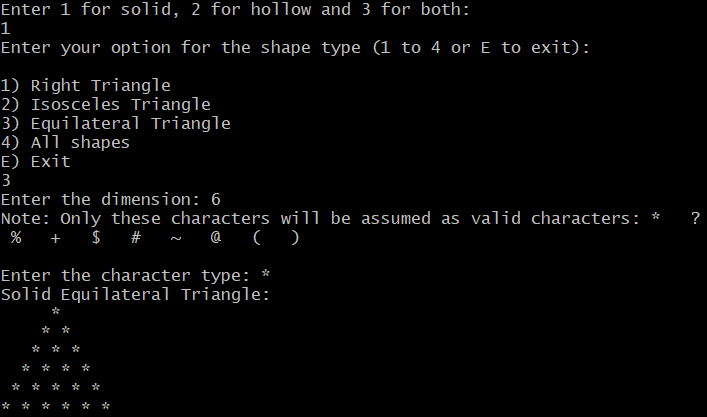 Enter 1 for solid, 2 for hollow and 3 for both:
1
Enter your option for the shape type (1 to 4 or E to exit):

1) Right Triangle
2) Isosceles Triangle
3) Equilateral Triangle
4) All shapes
E) Exit
3
Enter the dimension: 6
Note: Only these characters will be assumed as valid characters: *   ?
 %   +   $   #   ~   @   (   )

Enter the character type: *
Solid Equilateral Triangle:
     *
    * *
   * * *
  * * * *
 * * * * *
* * * * * *